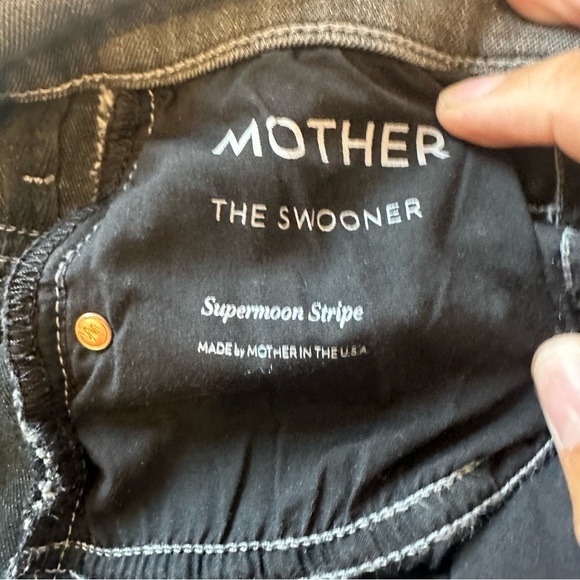 MOTHER
THE SWOONER
Supermoon Stripe
MADE by MOTHER IN THE U.S.A.